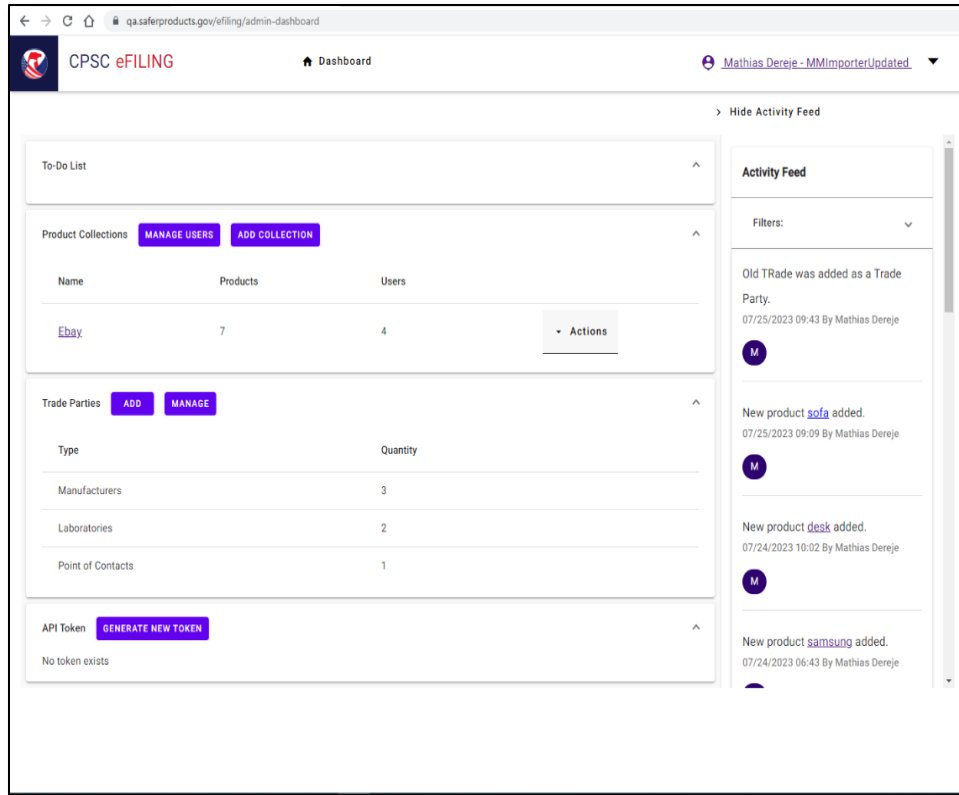 qa.saferproducts.gov/efiling/admin-dashboard
CPSC eFILING
Dashboard
Mathias Dereje - MMImporterUpdated
Hide Activity Feed
To-Do List
Product Collections MANAGE USERS ADD COLLECTION
Name Products Users
Ebay 7 4 Actions
Trade Parties ADD MANAGE
Type Quantity
Manufacturers 3
Laboratories 2
Point of Contacts 1
API Token GENERATE NEW TOKEN
No token exists
Activity Feed
Filters:
Old TRade was added as a Trade
Party.
07/25/2023 09:43 By Mathias Dereje
M
New product sofa added.
07/25/2023 09:09 By Mathias Dereje
M
New product desk added.
07/24/2023 10:02 By Mathias Dereje
M
New product samsung added.
07/24/2023 06:43 By Mathias Dereje